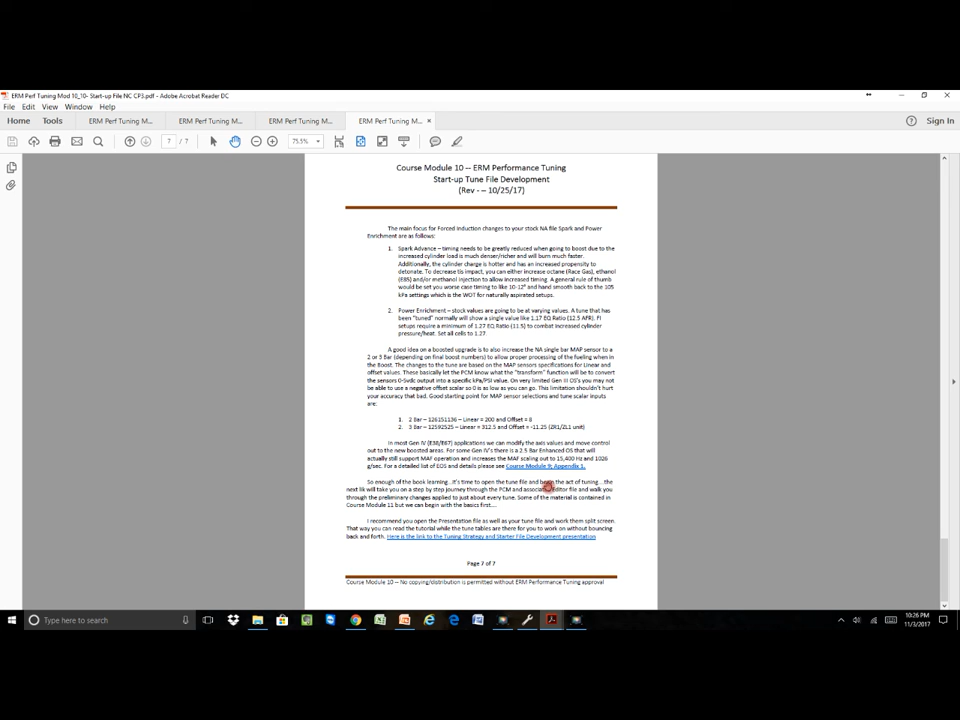 ERM Perf Tuning Mod 10_10- Start-up File NC CP3.pdf - Adobe Acrobat Reader DC
File Edit View Window Help
Home Tools ERM Perf Tuning M... ERM Perf Tuning M... ERM Perf Tuning M... ERM Perf Tuning M... × Sign In
7 / 7 75.5%
Course Module 10 -- ERM Performance Tuning
Start-up Tune File Development
(Rev - – 10/25/17)
The main focus for Forced Induction changes to your stock NA file Spark and Power
Enrichment are as follows:
1. Spark Advance – timing needs to be greatly reduced when going to boost due to the
increased cylinder load is much denser/richer and will burn much faster.
Additionally, the cylinder charge is hotter and has an increased propensity to
detonate. To decrease tis impact, you can either increase octane (Race Gas), ethanol
(E85) and/or methanol injection to allow increased timing. A general rule of thumb
would be set you worse case timing to like 10-12° and hand smooth back to the 105
kPa settings which is the WOT for naturally aspirated setups.
2. Power Enrichment – stock values are going to be at varying values. A tune that has
been "tuned" normally will show a single value like 1.17 EQ Ratio (12.5 AFR). FI
setups require a minimum of 1.27 EQ Ratio (11.5) to combat increased cylinder
pressure/heat. Set all cells to 1.27.
A good idea on a boosted upgrade is to also increase the NA single bar MAP sensor to a
2 or 3 Bar (depending on final boost numbers) to allow proper processing of the fueling when in
the Boost. The changes to the tune are based on the MAP sensors specifications for Linear and
offset values. These basically let the PCM know what the "transform" function will be to convert
the sensors 0-5vdc output into a specific kPa/PSI value. On very limited Gen III OS's you may not
be able to use a negative offset scalar so 0 is as low as you can go. This limitation shouldn't hurt
your accuracy that bad. Good starting point for MAP sensor selections and tune scalar inputs
are:
1. 2 Bar – 126151136 – Linear = 200 and Offset = 8
2. 3 Bar – 12592525 – Linear = 312.5 and Offset = -11.25 (ZR1/ZL1 unit)
In most Gen IV (E38/E67) applications we can modify the axis values and move control
out to the new boosted areas. For some Gen IV's there is a 2.5 Bar Enhanced OS that will
actually still support MAF operation and increases the MAF scaling out to 15,400 Hz and 1026
g/sec. For a detailed list of EOS and details please see Course Module 9; Appendix 1.
So enough of the book learning...it's time to open the tune file and begin the act of tuning ...the
next lik will take you on a step by step journey through the PCM and associated Editor file and walk you
through the preliminary changes applied to just about every tune. Some of the material is contained in
Course Module 11 but we can begin with the basics first....
I recommend you open the Presentation file as well as your tune file and work them split screen.
That way you can read the tutorial while the tune tables are there for you to work on without bouncing
back and forth. Here is the link to the Tuning Strategy and Starter File Development presentation
Page 7 of 7
Course Module 10 -- No copying/distribution is permitted without ERM Performance Tuning approval
Type here to search
10:26 PM
11/3/2017